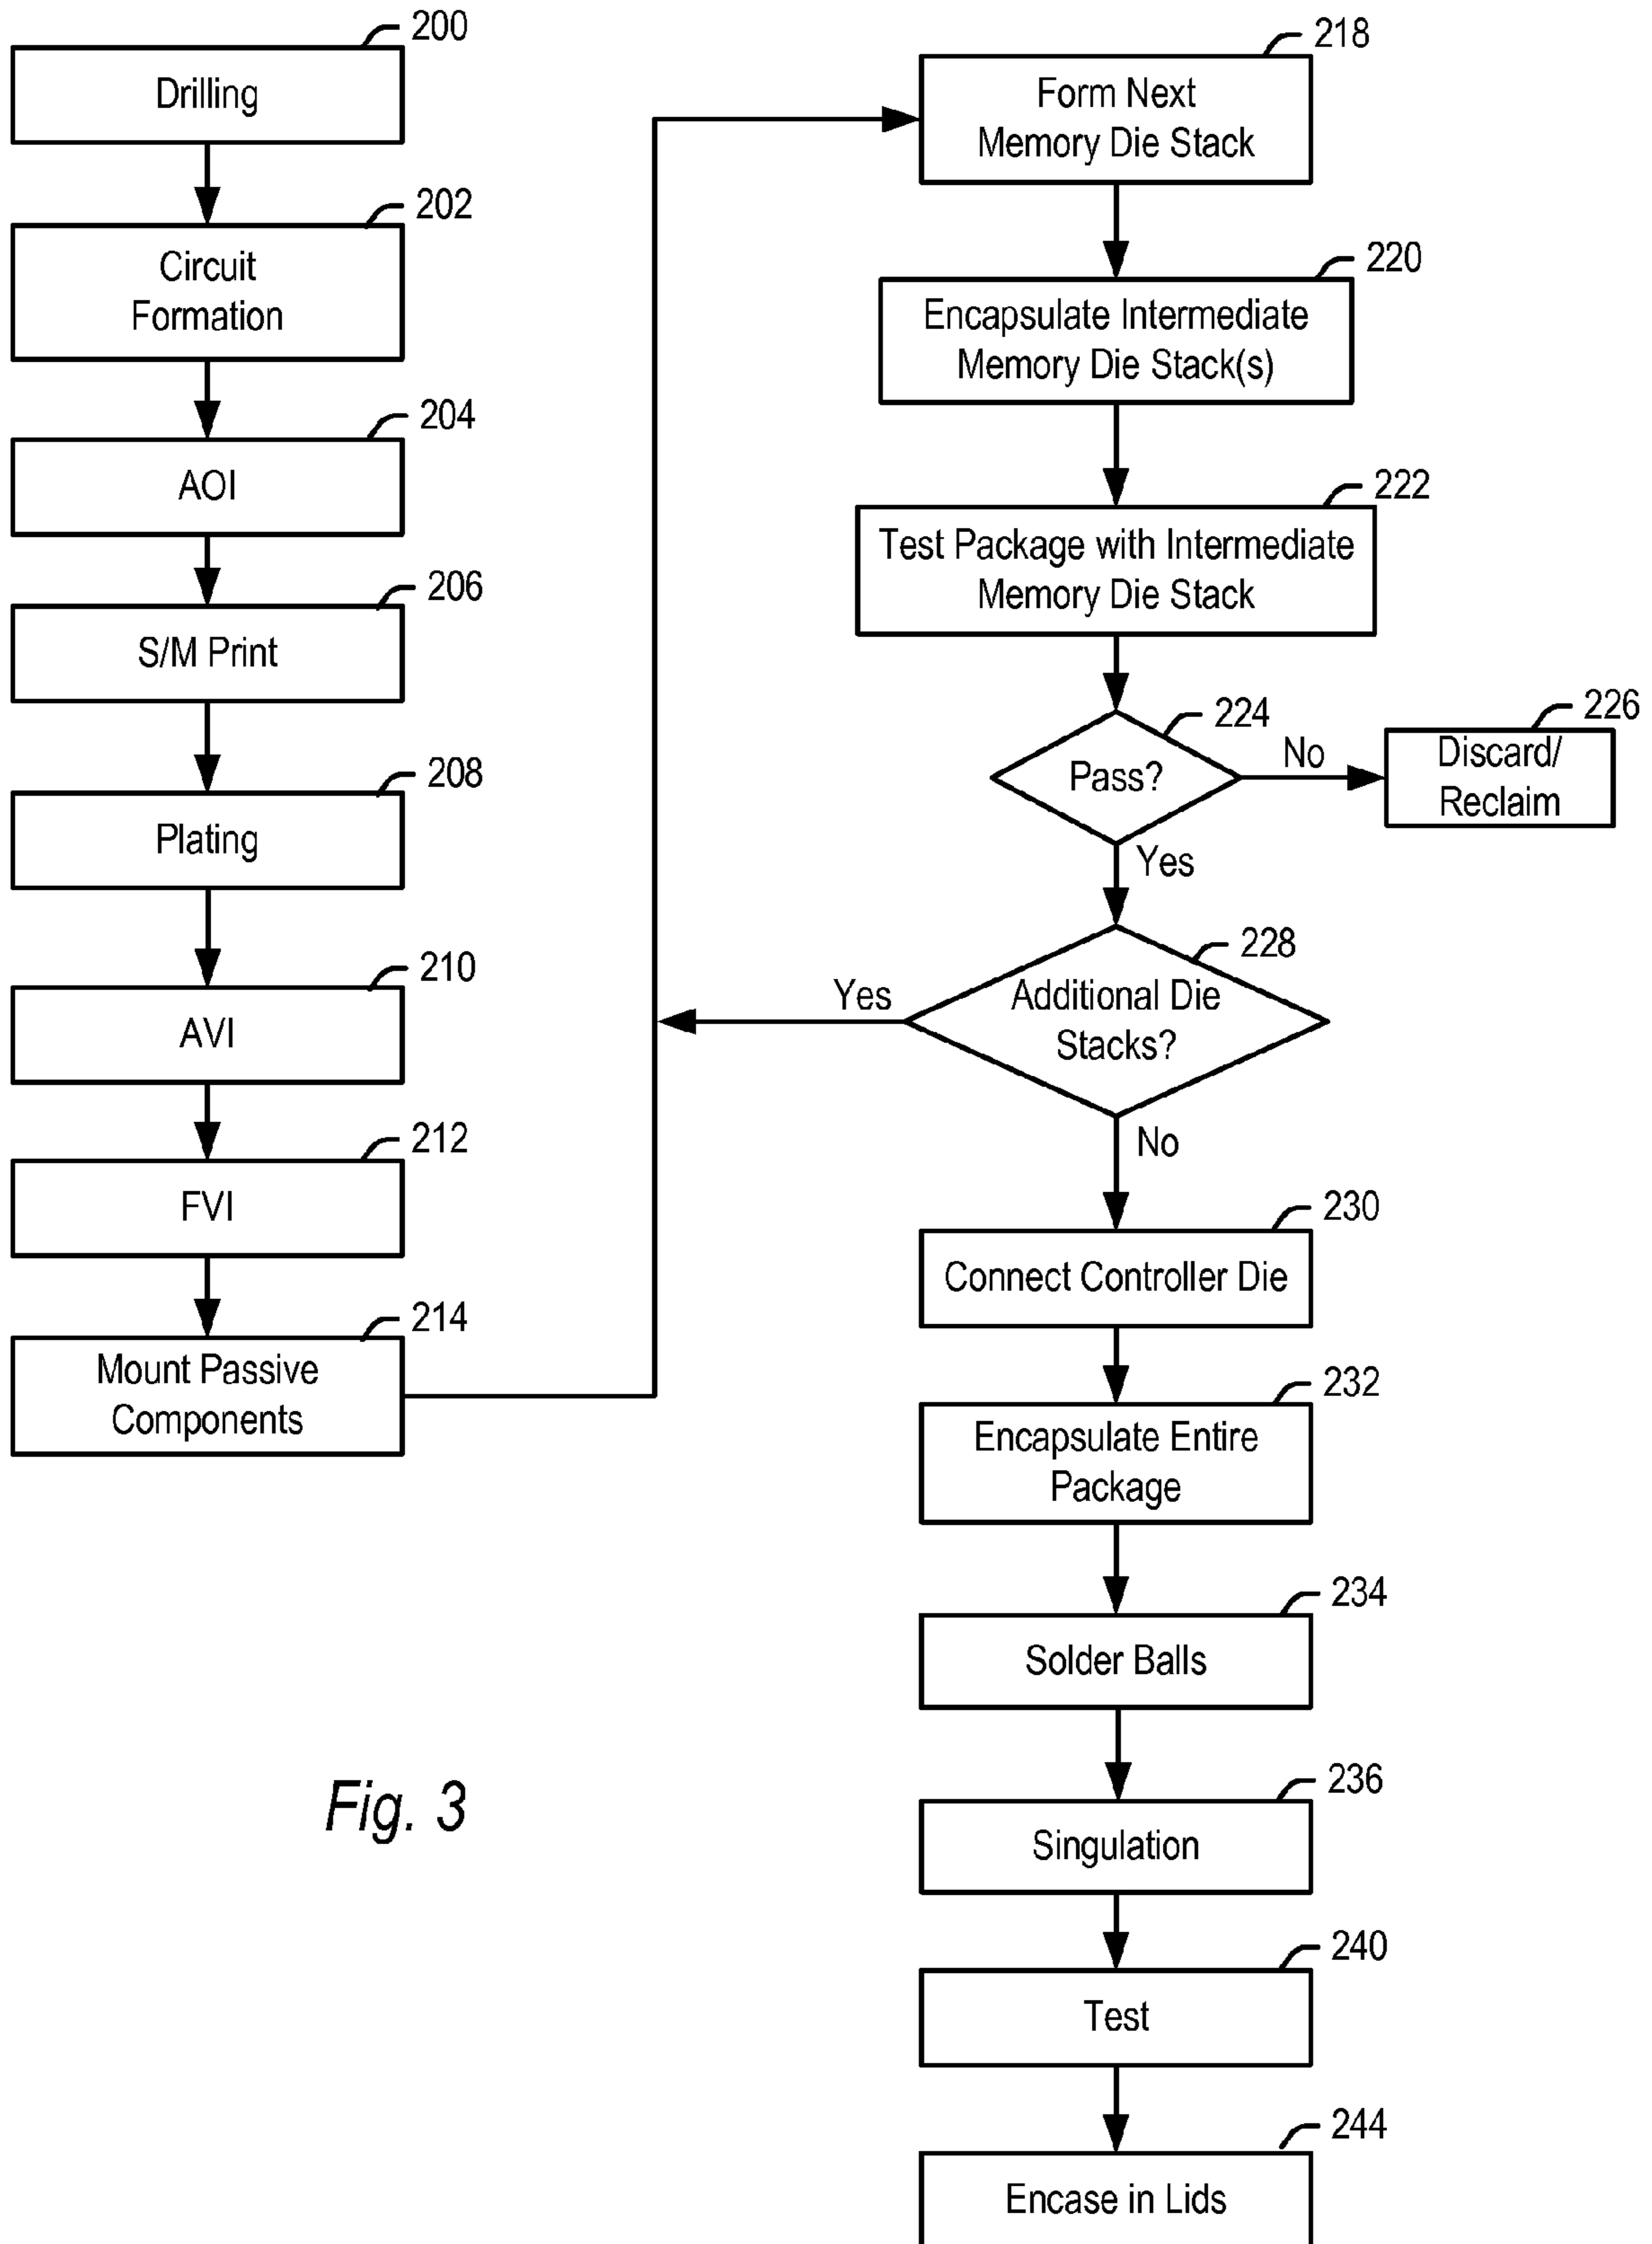 200
Drilling
202
Circuit
Formation
204
AOI
206
S/M Print
208
Plating
210
AVI
212
FVI
214
Mount Passive
Components
218
Form Next
Memory Die Stack
220
Encapsulate Intermediate
Memory Die Stack(s)
222
Test Package with Intermediate
Memory Die Stack
224
Pass?
No
226
Discard/
Reclaim
Yes
228
Additional Die
Stacks?
Yes
No
230
Connect Controller Die
232
Encapsulate Entire
Package
234
Solder Balls
236
Singulation
240
Test
244
Encase in Lids
Fig. 3